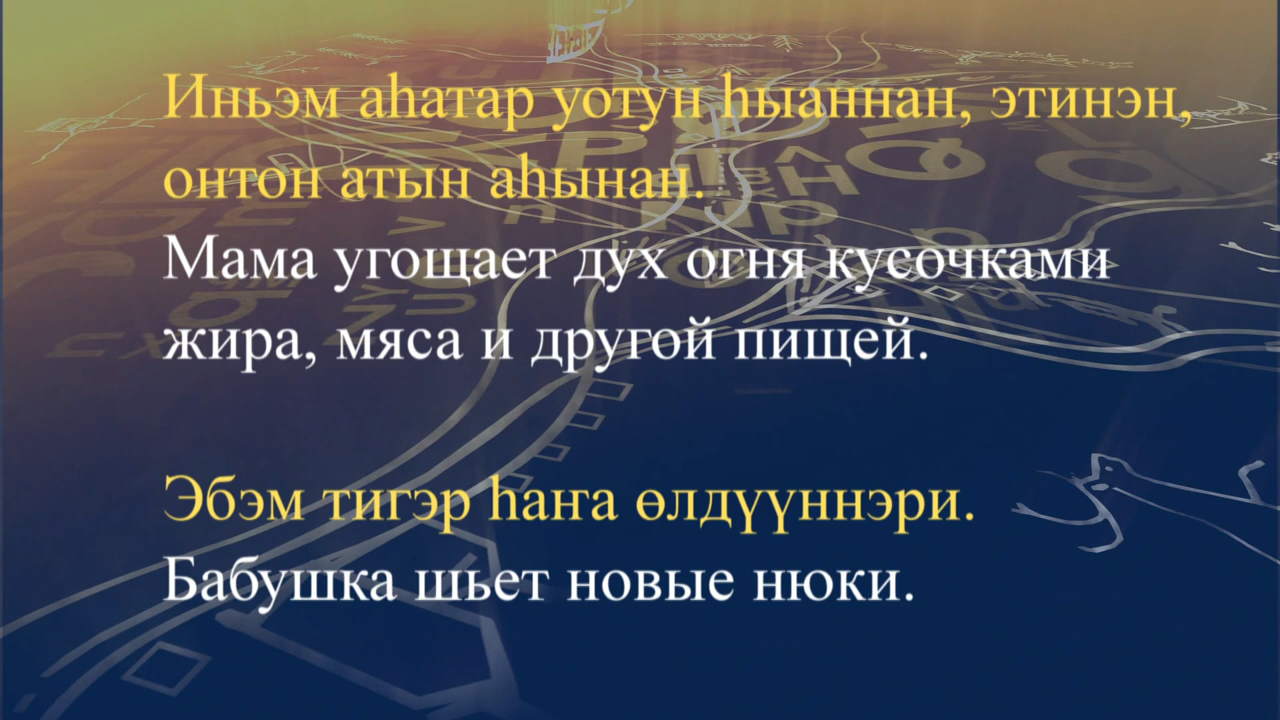 Иньэм аһатар уотун һыаннан, этинэн,
онтон атын аһынан.
Мама угощает дух огня кусочками
жира, мяса и другой пищей.
Эбэм тигэр һаҥа өлдүүннэри.
Бабушка шьет новые нюки.